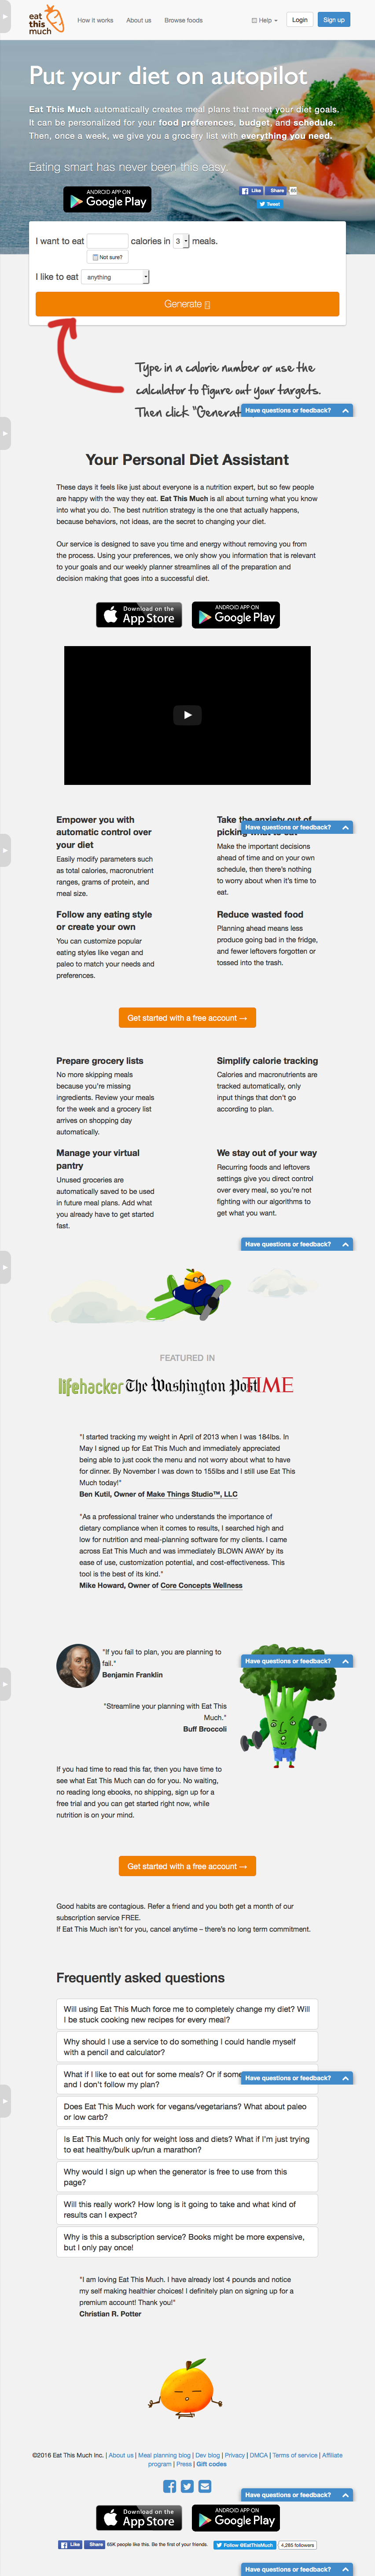 eat
this
much
How it works
About us
Browse foods
Help
Login
Sign up
Put your diet on autopilot
Eat This Much automatically creates meal plans that meet your diet goals.
It can be personalized for your food preferences, budget, and schedule.
Then, once a week, we give you a grocery list with everything you need.
Eating smart has never been this easy.
ANDROID APP ON
Google Play
Like
Share
Tweet
I want to eat
calories in
3
meals.
Not sure?
I like to eat
anything
Generate
Type in a calorie number or use the
calculator to figure out your targets.
Then click "Generat
Have questions or feedback?
Your Personal Diet Assistant
These days it feels like just about everyone is a nutrition expert, but so few people
are happy with the way they eat. Eat This Much is all about turning what you know
into what you do. The best nutrition strategy is the one that actually happens,
because behaviors, not ideas, are the secret to changing your diet.
Our service is designed to save you time and energy without removing you from
the process. Using your preferences, we only show you information that is relevant
to your goals and our weekly planner streamlines all of the preparation and
decision making that goes into a successful diet.
Download on the
App Store
ANDROID APP ON
Google Play
Empower you with
automatic control over
your diet
Easily modify parameters such
as total calories, macronutrient
ranges, grams of protein, and
meal size.
Take the anxiety out of
picking what to eat
Have questions or feedback?
Make the important decisions
ahead of time and on your own
schedule, then there's nothing
to worry about when it's time to
eat.
Follow any eating style
or create your own
You can customize popular
eating styles like vegan and
paleo to match your needs and
preferences.
Reduce wasted food
Planning ahead means less
produce going bad in the fridge,
and fewer leftovers forgotten or
tossed into the trash.
Get started with a free account →
Prepare grocery lists
No more skipping meals
because you're missing
ingredients. Review your meals
for the week and a grocery list
arrives on shopping day
automatically.
Simplify calorie tracking
Calories and macronutrients are
tracked automatically, only
input things that don't go
according to plan.
Manage your virtual
pantry
Unused groceries are
automatically saved to be used
in future meal plans. Add what
you already have to get started
fast.
We stay out of your way
Recurring foods and leftovers
settings give you direct control
over every meal, so you're not
fighting with our algorithms to
get what you want.
Have questions or feedback?
FEATURED IN
lifehacker
The Washington Post
TIME
"I started tracking my weight in April of 2013 when I was 184lbs. In
May I signed up for Eat This Much and immediately appreciated
being able to just cook the menu and not worry about what to have
for dinner. By November I was down to 155lbs and I still use Eat This
Much today!"
Ben Kutil, Owner of Make Things Studio™, LLC
"As a professional trainer who understands the importance of
dietary compliance when it comes to results, I searched high and
low for nutrition and meal-planning software for my clients. I came
across Eat This Much and was immediately BLOWN AWAY by its
ease of use, customization potential, and cost-effectiveness. This
tool is the best of its kind."
Mike Howard, Owner of Core Concepts Wellness
"If you fail to plan, you are planning to
fail."
Benjamin Franklin
Have questions or feedback?
"Streamline your planning with Eat This
Much."
Buff Broccoli
If you had time to read this far, then you have time to
see what Eat This Much can do for you. No waiting,
no reading long ebooks, no shipping, sign up for a
free trial and you can get started right now, while
nutrition is on your mind.
Get started with a free account →
Good habits are contagious. Refer a friend and you both get a month of our
subscription service FREE.
If Eat This Much isn't for you, cancel anytime – there's no long term commitment.
Frequently asked questions
Will using Eat This Much force me to completely change my diet? Will
I be stuck cooking new recipes for every meal?
Why should I use a service to do something I could handle myself
with a pencil and calculator?
What if I like to eat out for some meals? Or if some
and I don't follow my plan?
Have questions or feedback?
Does Eat This Much work for vegans/vegetarians? What about paleo
or low carb?
Is Eat This Much only for weight loss and diets? What if I'm just trying
to eat healthy/bulk up/run a marathon?
Why would I sign up when the generator is free to use from this
page?
Will this really work? How long is it going to take and what kind of
results can I expect?
Why is this a subscription service? Books might be more expensive,
but I only pay once!
"I am loving Eat This Much. I have already lost 4 pounds and notice
my self making healthier choices! I definitely plan on signing up for a
premium account! Thank you!"
Christian R. Potter
©2016 Eat This Much Inc. | About us | Meal planning blog | Dev blog | Privacy | DMCA | Terms of service | Affiliate
program | Press | Gift codes
Have questions or feedback?
Download on the
App Store
ANDROID APP ON
Google Play
Like
Share
65K people like this. Be the first of your friends.
Follow @EatThisMuch
4,285 followers
Have questions or feedback?